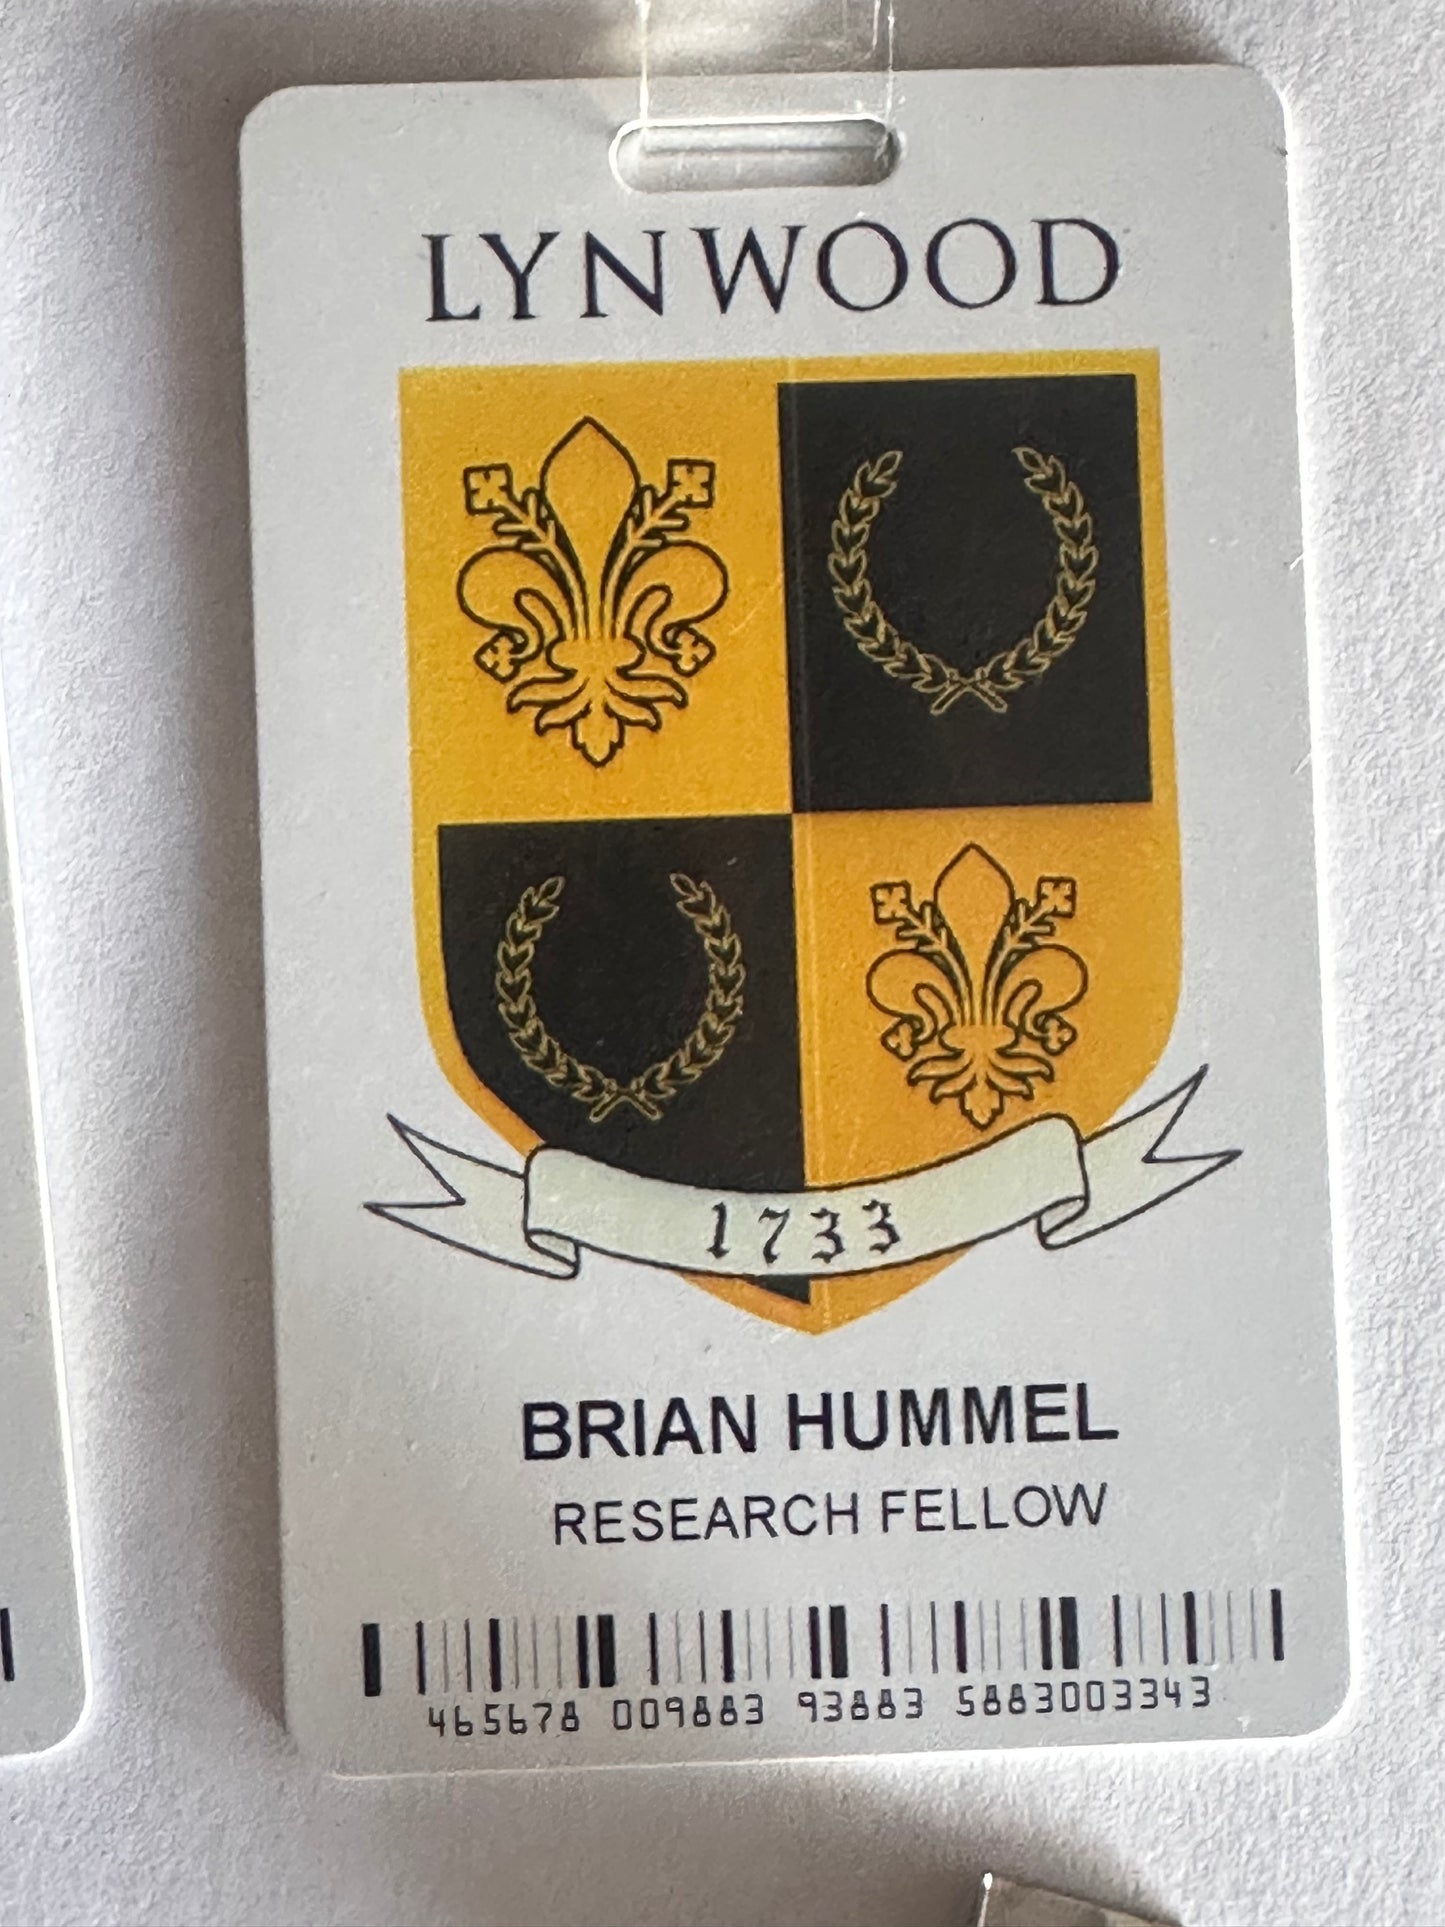 LYNWOOD
1733
BRIAN HUMMEL
RESEARCH FELLOW
465678 009883 93883 5883003343